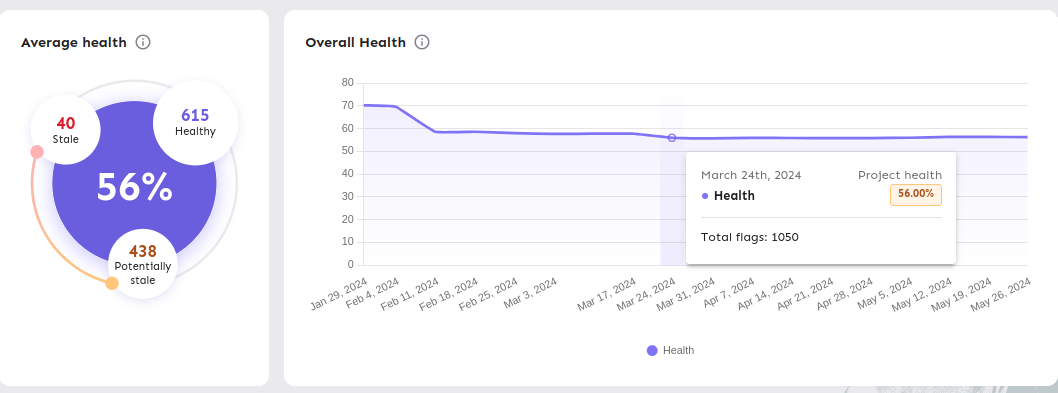 Average health
40
Stale
615
Healthy
56%
438
Potentially
stale
Overall Health
80
70
60
50
40
30
20
10
0
March 24th, 2024 Project health
Health 56.00%
Total flags: 1050
Jan 29, 2024
Feb 4, 2024
Feb 11, 2024
Feb 18, 2024
Feb 25, 2024
Mar 3, 2024
Mar 17, 2024
Mar 24, 2024
Mar 31, 2024
Apr 7, 2024
Apr 14, 2024
Apr 21, 2024
Apr 28, 2024
May 5, 2024
May 12, 2024
May 19, 2024
May 26, 2024
Health